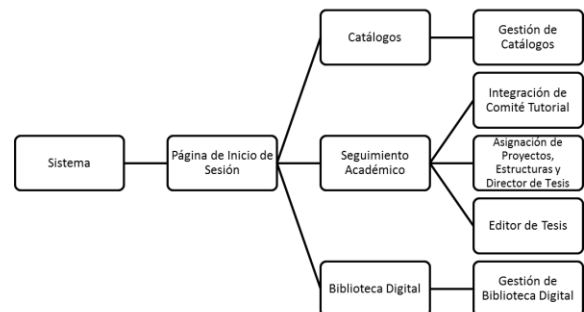 Catálogos
Gestión de
Catálogos
Integración de
Comité Tutorial
Sistema
Página de Inicio de
Sesión
Seguimiento
Académico
Asignación de
Proyectos,
Estructuras y
Director de Tesis
Editor de Tesis
Biblioteca Digital
Gestión de
Biblioteca Digital